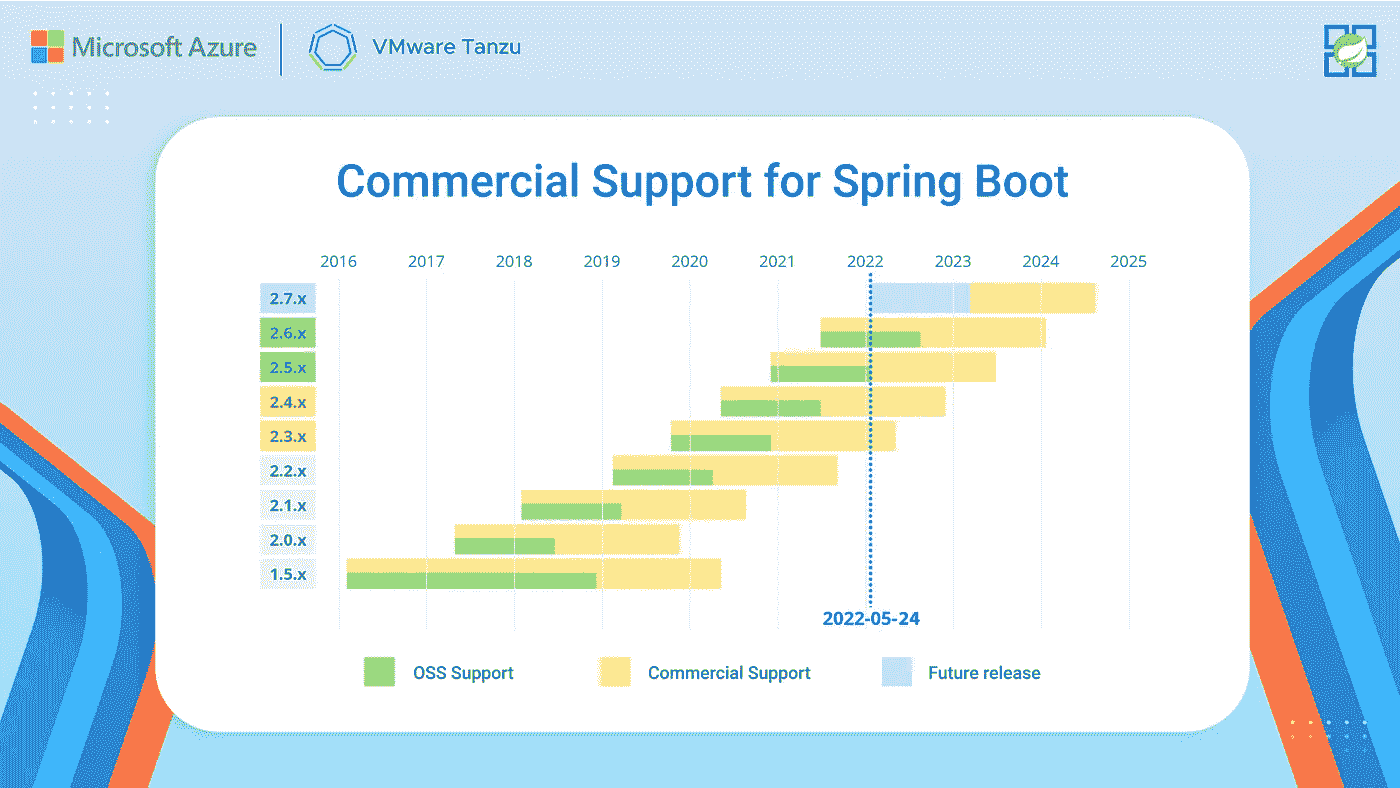 Microsoft Azure
VMware Tanzu
Commercial Support for Spring Boot
2016 2017 2018 2019 2020 2021 2022 2023 2024 2025
2.7.x
2.6.x
2.5.x
2.4.x
2.3.x
2.2.x
2.1.x
2.0.x
1.5.x
2022-05-24
OSS Support
Commercial Support
Future release